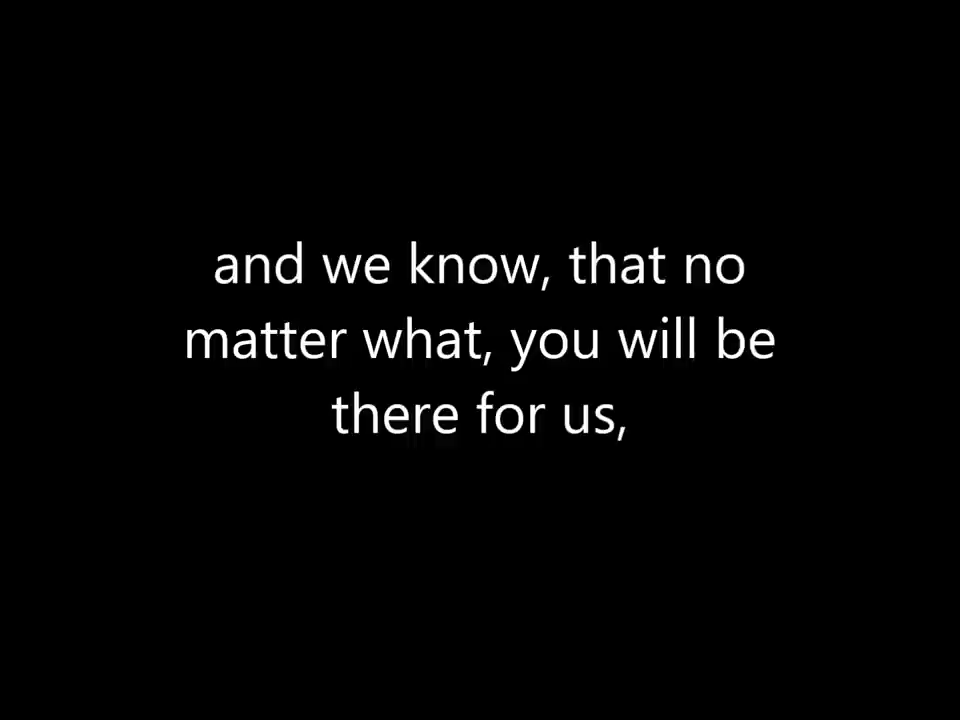 and we know, that no
matter what, you will be
there for us,